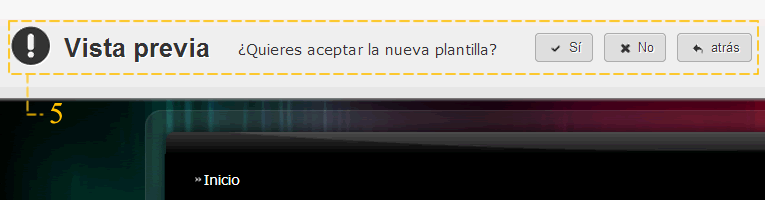 Vista previa ¿Quieres aceptar la nueva plantilla? Sí No atrás
5
Inicio